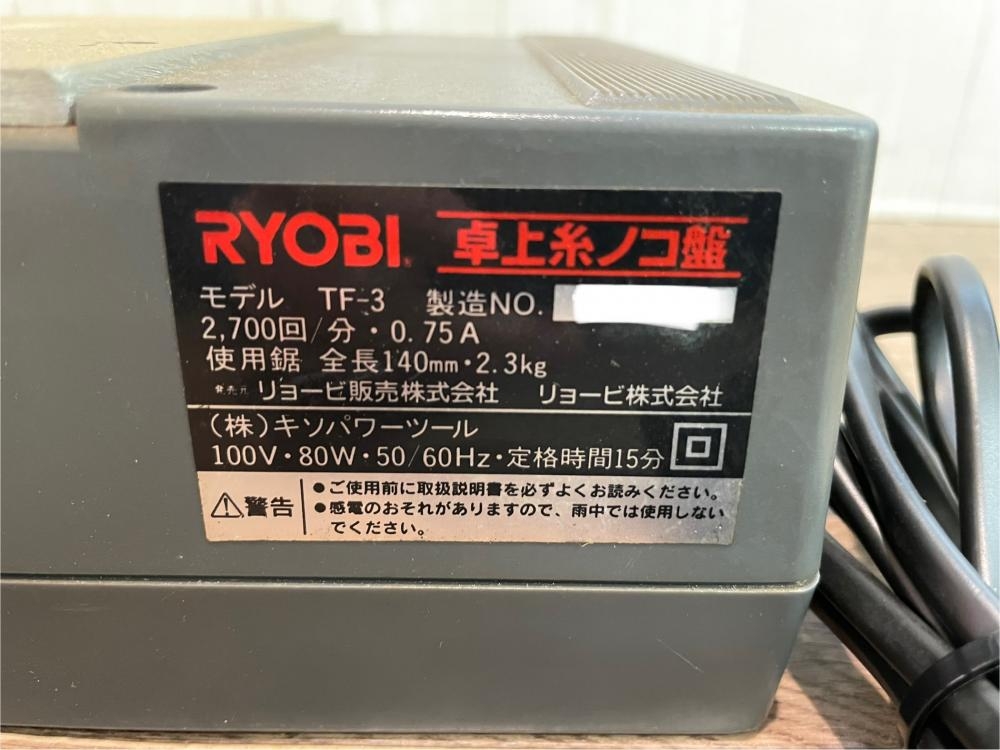 RYOBI 卓上糸ノコ盤
モデル TF-3 製造NO.
2,700回/分・0.75A
使用鋸 全長140mm・2.3kg
発売元 リョービ販売株式会社 リョービ株式会社
(株)キソパワーツール
100V・80W・50/60Hz・定格時間15分
警告
●ご使用前に取扱説明書を必ずよくお読みください。
●感電のおそれがありますので、雨中では使用しない
でください。